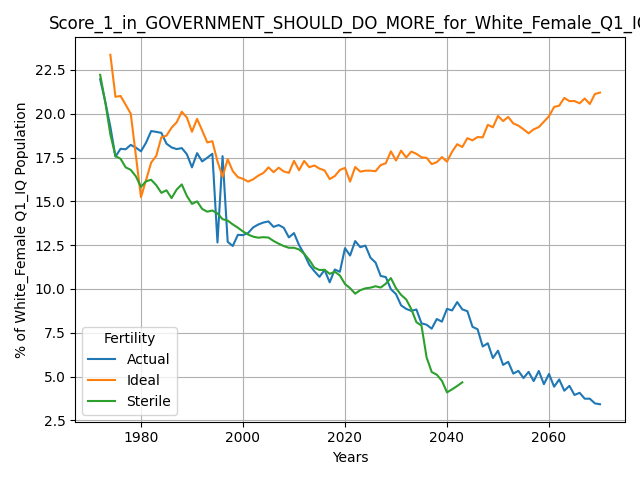 Score_1_in_GOVERNMENT_SHOULD_DO_MORE_for_White_Female_Q1_IQ
% of White_Female Q1_IQ Population
22.5
20.0
17.5
15.0
12.5
10.0
7.5
5.0
2.5
Fertility
Actual
Ideal
Sterile
1980 2000 2020 2040 2060
Years